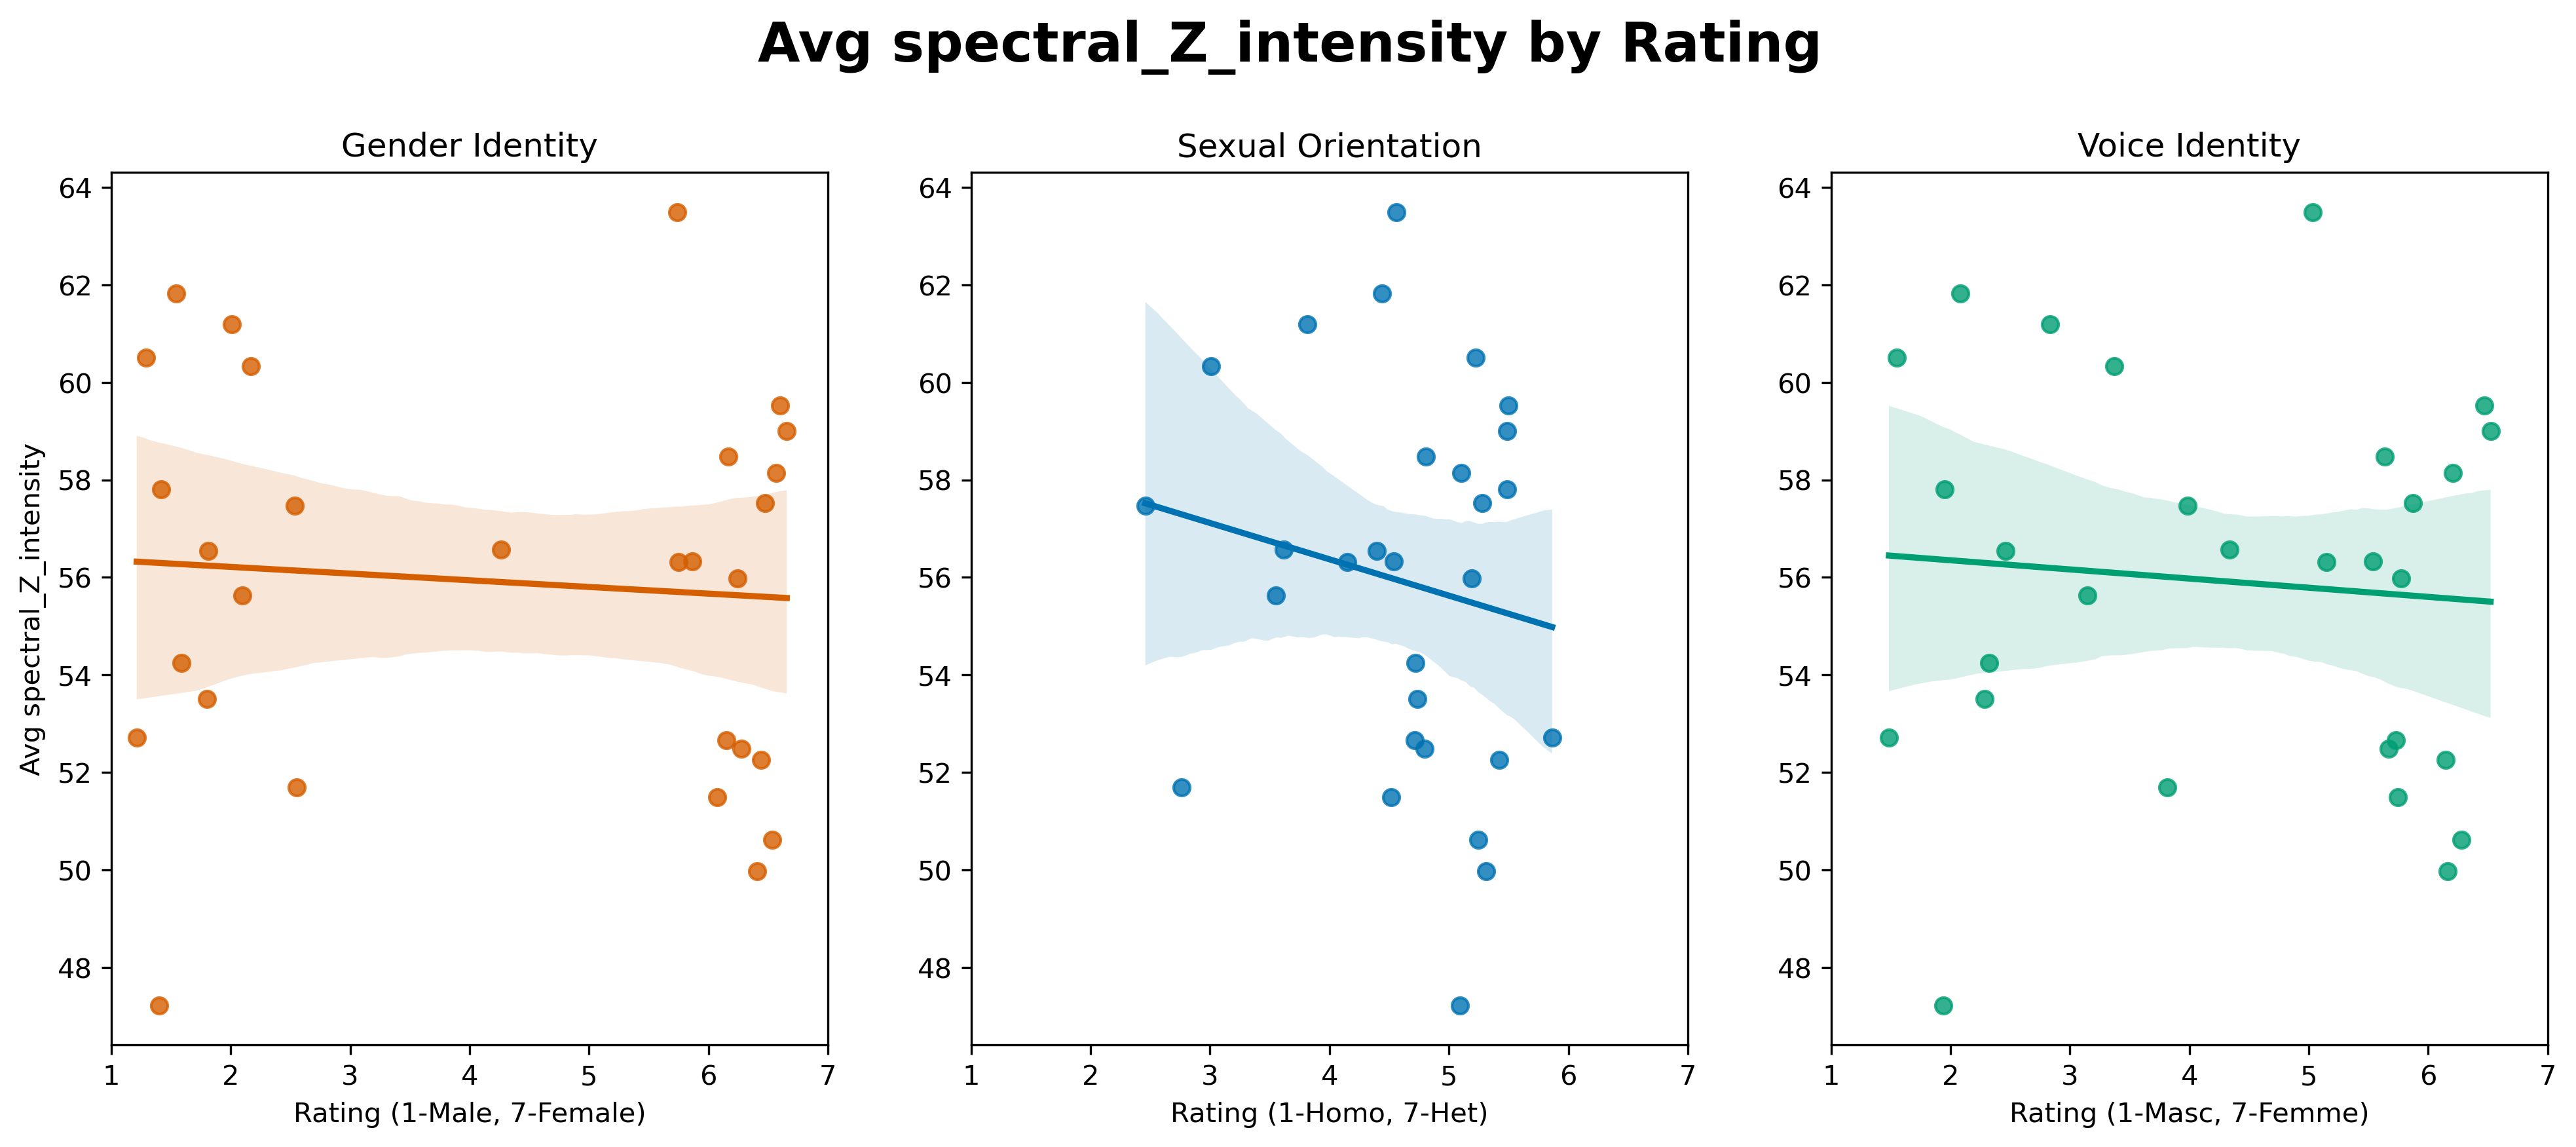 Avg spectral_Z_intensity by Rating
Gender Identity
Sexual Orientation
Voice Identity
Avg spectral_Z_intensity
64
62
60
58
56
54
52
50
48
1 2 3 4 5 6 7
Rating (1-Male, 7-Female)
64
62
60
58
56
54
52
50
48
1 2 3 4 5 6 7
Rating (1-Homo, 7-Het)
64
62
60
58
56
54
52
50
48
1 2 3 4 5 6 7
Rating (1-Masc, 7-Femme)